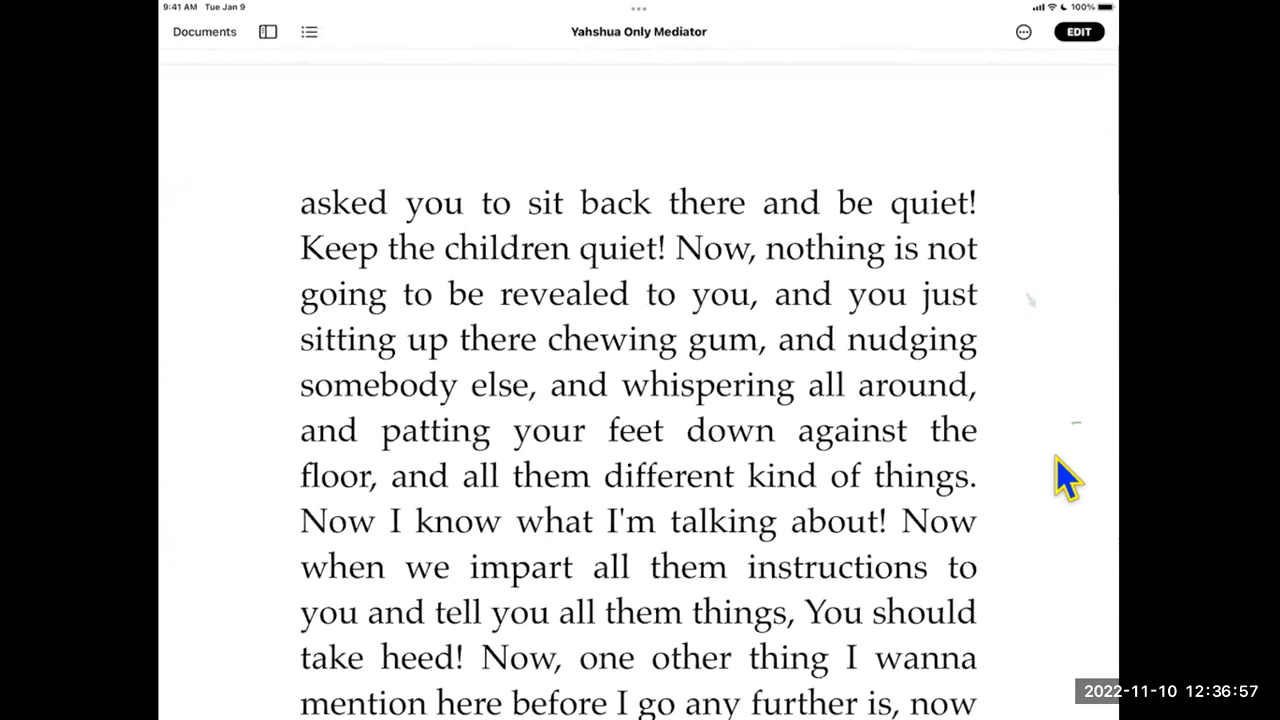 9:41 AM Tue Jan 9
100%
Documents
Yahshua Only Mediator
EDIT
asked you to sit back there and be quiet!
Keep the children quiet! Now, nothing is not
going to be revealed to you, and you just
sitting up there chewing gum, and nudging
somebody else, and whispering all around,
and patting your feet down against the
floor, and all them different kind of things.
Now I know what I'm talking about! Now
when we impart all them instructions to
you and tell you all them things, You should
take heed! Now, one other thing I wanna
mention here before I go any further is, now
2022-11-10 12:36:57